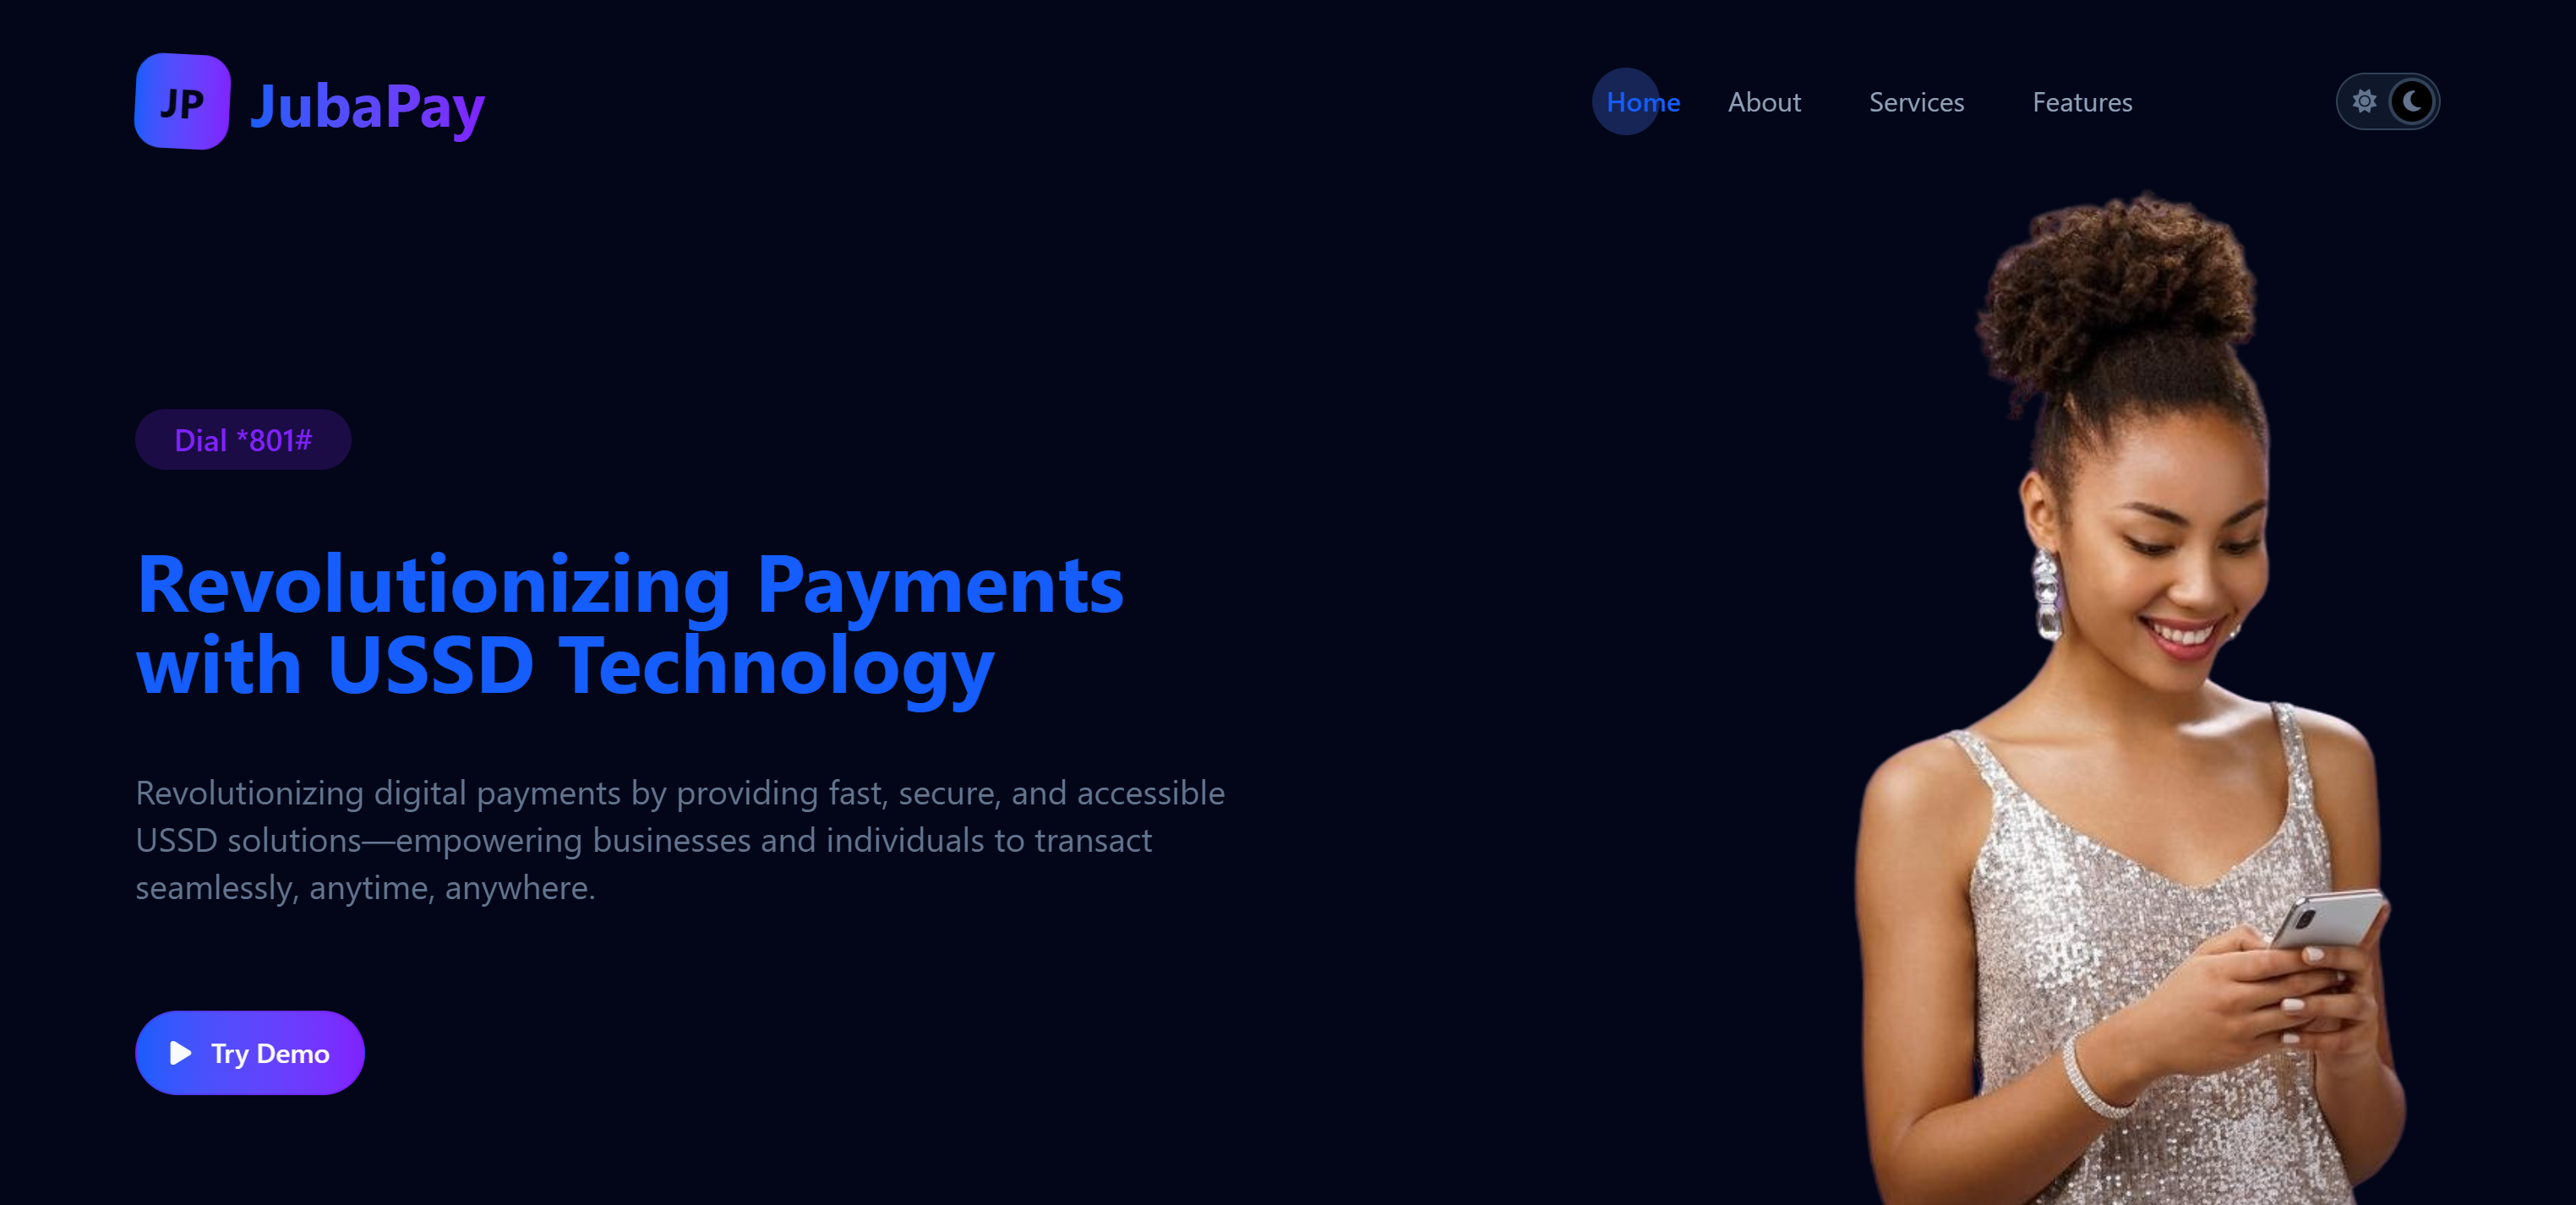 JP JubaPay
Home About Services Features
Dial *801#
Revolutionizing Payments
with USSD Technology
Revolutionizing digital payments by providing fast, secure, and accessible
USSD solutions—empowering businesses and individuals to transact
seamlessly, anytime, anywhere.
Try Demo